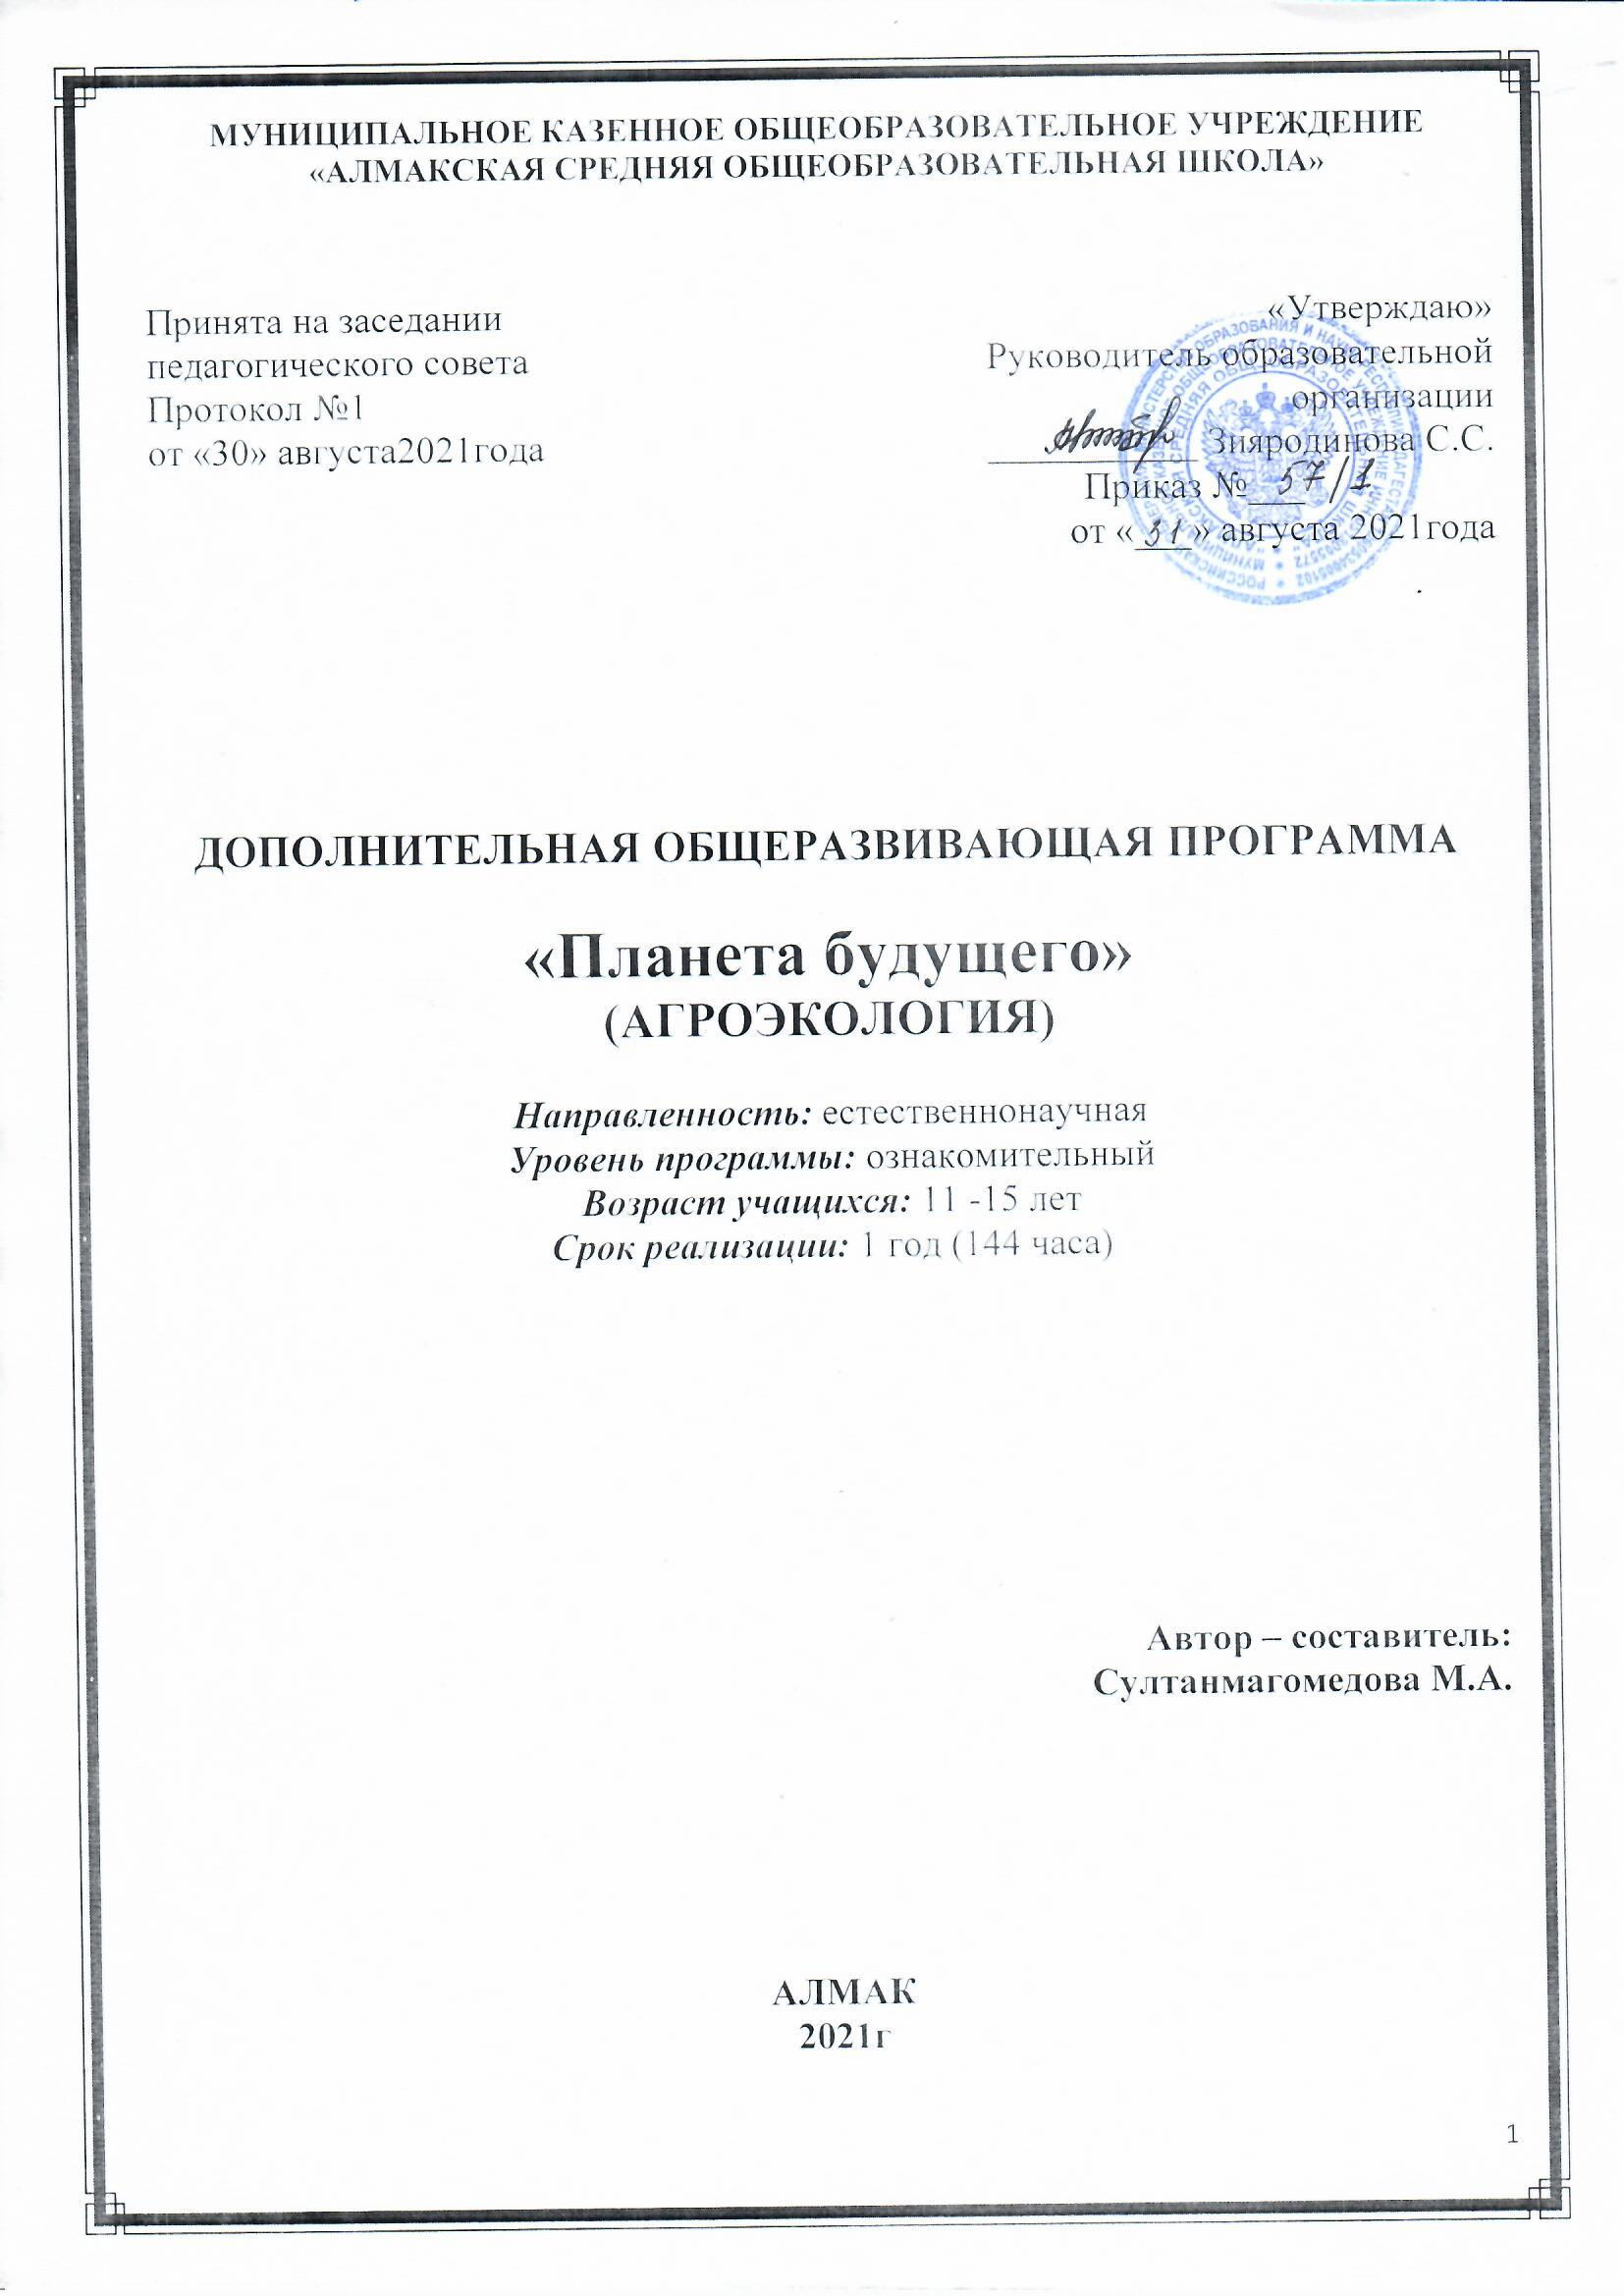 МУНИЦИПАЛЬНОЕ КАЗЕННОЕ ОБЩЕОБРАЗОВАТЕЛЬНОЕ УЧРЕЖДЕНИЕ
«АЛМАКСКАЯ СРЕДНЯЯ ОБЩЕОБРАЗОВАТЕЛЬНАЯ ШКОЛА»
Принята на заседании
педагогического совета
Протокол №1
от «30» августа2021года
«Утверждаю»
Руководитель образовательной
организации
Зияродинова С.С.
Приказ № 57/1
от «31» августа 2021года
ДОПОЛНИТЕЛЬНАЯ ОБЩЕРАЗВИВАЮЩАЯ ПРОГРАММА
«Планета будущего»
(АГРОЭКОЛОГИЯ)
Направленность: естественнонаучная
Уровень программы: ознакомительный
Возраст учащихся: 11 -15 лет
Срок реализации: 1 год (144 часа)
Автор – составитель:
Султанмагомедова М.А.
АЛМАК
2021г
1